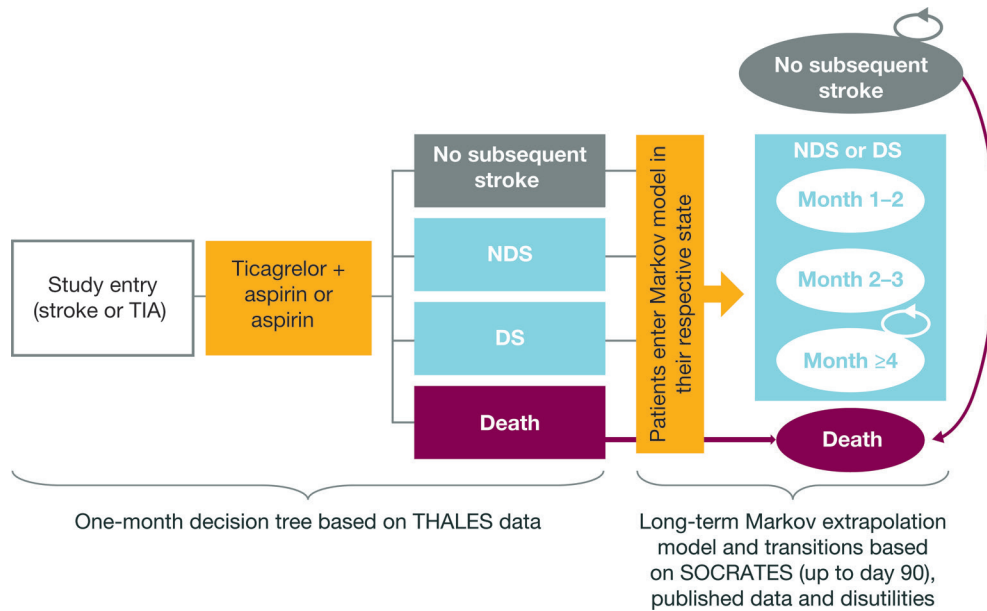 Study entry
(stroke or TIA)
Ticagrelor +
aspirin or
aspirin
No subsequent
stroke
NDS
DS
Death
Patients enter Markov model in
their respective state
No subsequent
stroke
NDS or DS
Month 1–2
Month 2–3
Month ≥4
Death
One-month decision tree based on THALES data
Long-term Markov extrapolation
model and transitions based
on SOCRATES (up to day 90),
published data and disutilities